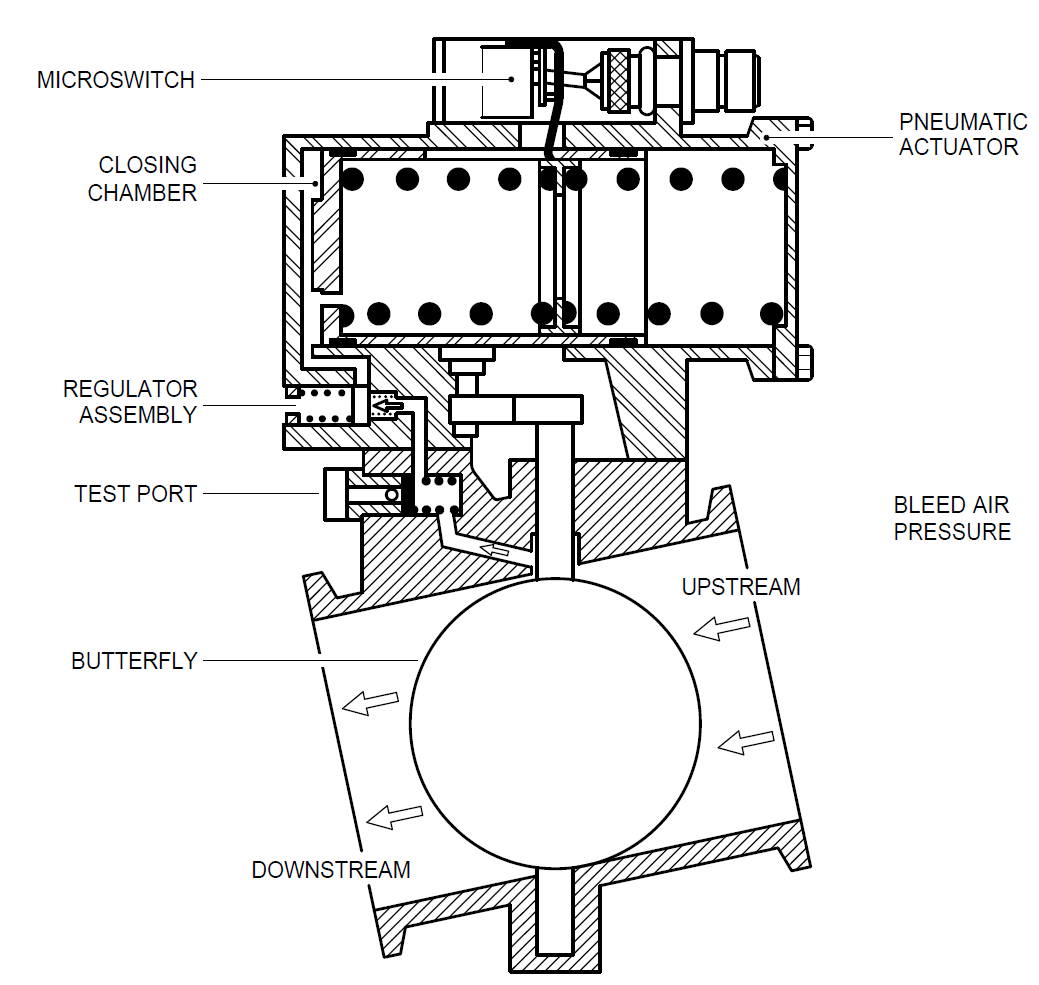 MICROSWITCH
PNEUMATIC
ACTUATOR
CLOSING
CHAMBER
REGULATOR
ASSEMBLY
TEST PORT
BLEED AIR
PRESSURE
UPSTREAM
BUTTERFLY
DOWNSTREAM